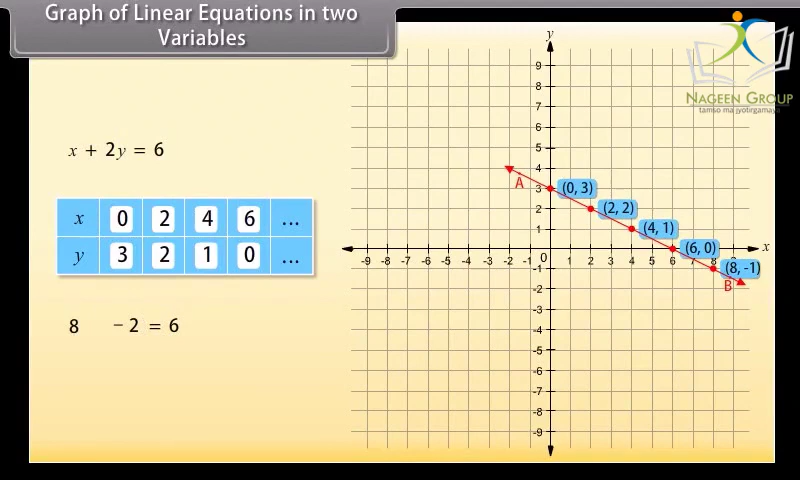 Graph of Linear Equations in two
Variables
NAGEEN GROUP
tamso ma jyotirgamaya
x + 2y = 6
x 0 2 4 6 ...
y 3 2 1 0 ...
8 − 2 = 6
y
9
8
7
6
5
4
3
2
1
A
(0, 3)
(2, 2)
(4, 1)
(6, 0)
(8, -1)
B
x
-9 -8 -7 -6 -5 -4 -3 -2 -1 0 1 2 3 4 5 6 7 8 9
-1
-2
-3
-4
-5
-6
-7
-8
-9